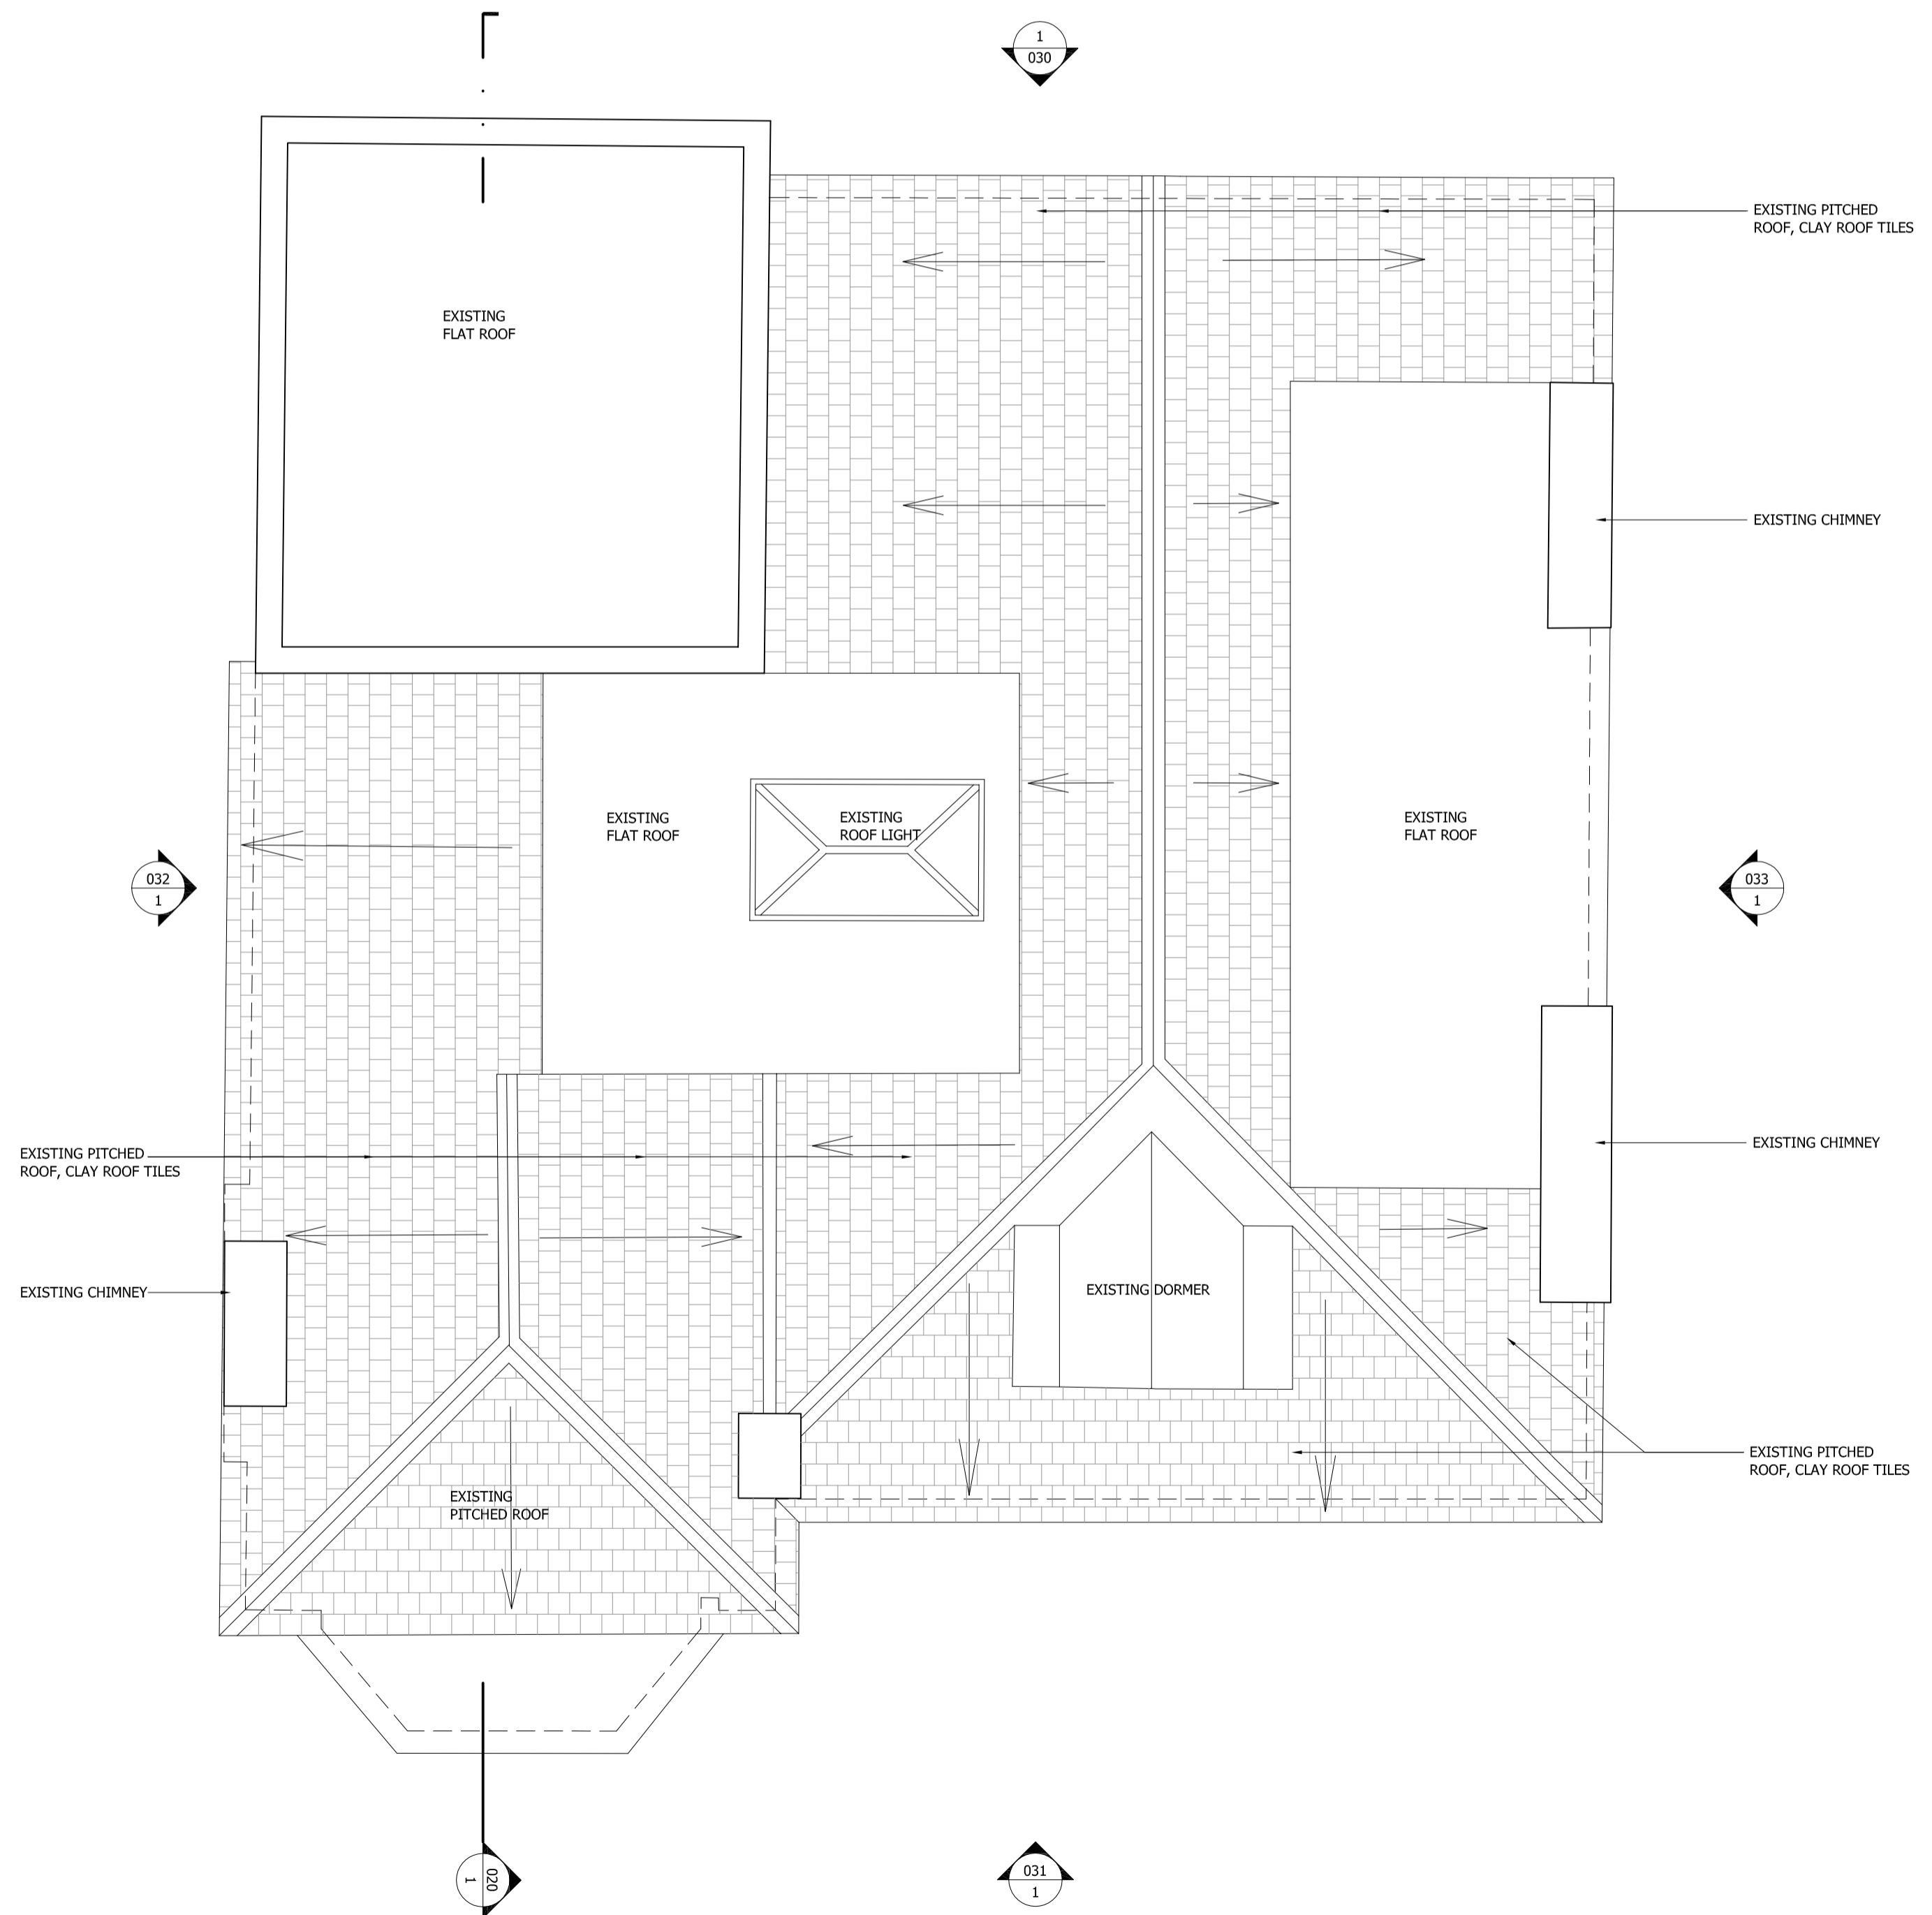 1
030
EXISTING PITCHED
ROOF, CLAY ROOF TILES
EXISTING
FLAT ROOF
EXISTING CHIMNEY
EXISTING
FLAT ROOF
EXISTING
ROOF LIGHT
EXISTING
FLAT ROOF
032
1
033
1
EXISTING PITCHED
ROOF, CLAY ROOF TILES
EXISTING CHIMNEY
EXISTING CHIMNEY
EXISTING DORMER
EXISTING PITCHED
ROOF, CLAY ROOF TILES
EXISTING
PITCHED ROOF
020
1
031
1